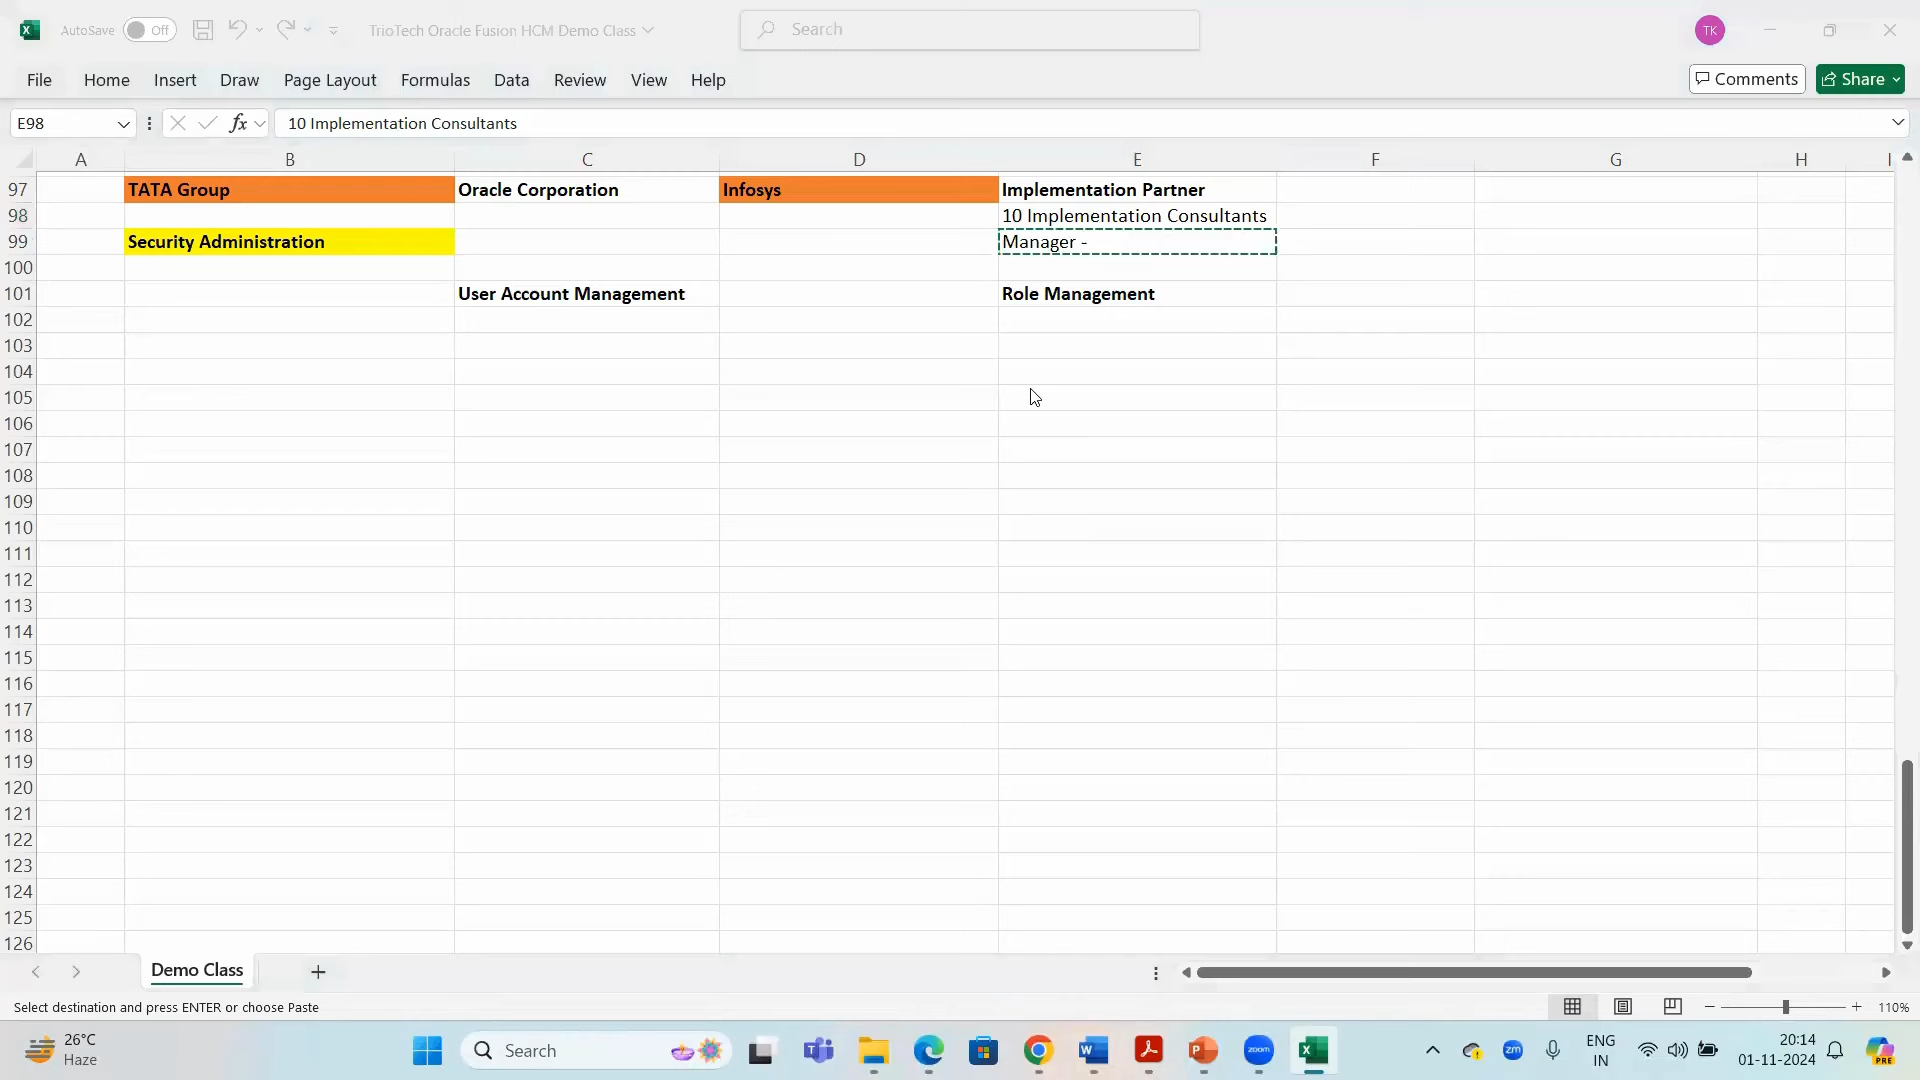 AutoSave Off TrioTech Oracle Fusion HCM Demo Class Search TK
File Home Insert Draw Page Layout Formulas Data Review View Help Comments Share
E98 fx 10 Implementation Consultants
A B C D E F G H I
97 TATA Group Oracle Corporation Infosys Implementation Partner
98 10 Implementation Consultants
99 Security Administration Manager -
100
101 User Account Management Role Management
102
103
104
105
106
107
108
109
110
111
112
113
114
115
116
117
118
119
120
121
122
123
124
125
126
Demo Class
Select destination and press ENTER or choose Paste 110%
26°C
Haze
Search
zoom
zm
ENG
IN
20:14
01-11-2024
PRE